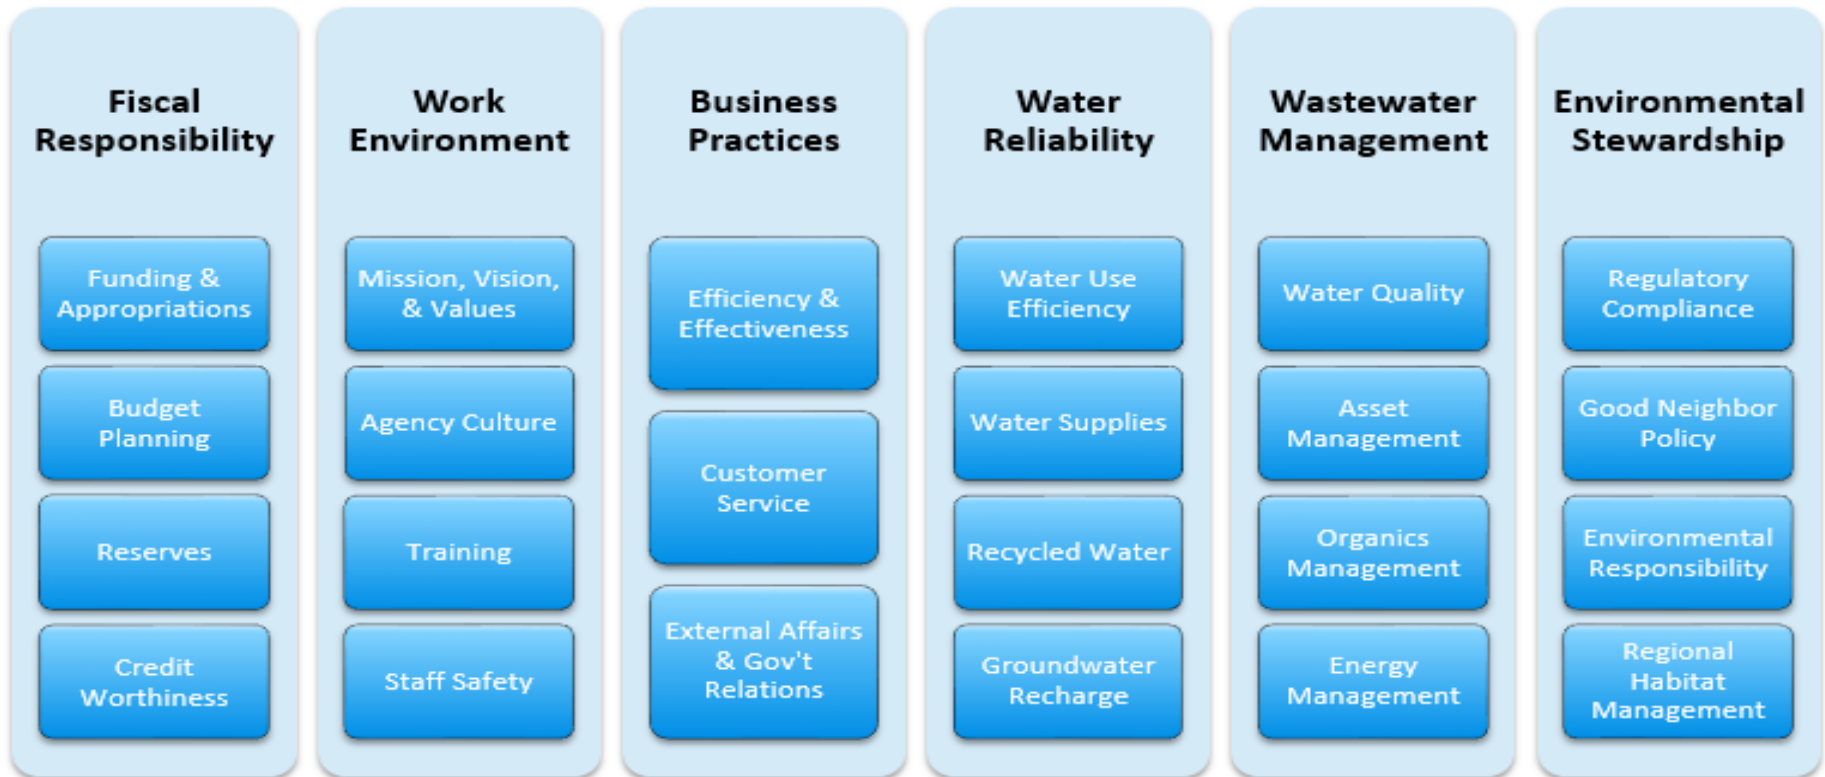 Fiscal
Responsibility
Funding &
Appropriations
Budget
Planning
Reserves
Credit
Worthiness
Work
Environment
Mission, Vision,
& Values
Agency Culture
Training
Staff Safety
Business
Practices
Efficiency &
Effectiveness
Customer
Service
External Affairs
& Gov't
Relations
Water
Reliability
Water Use
Efficiency
Water Supplies
Recycled Water
Groundwater
Recharge
Wastewater
Management
Water Quality
Asset
Management
Organics
Management
Energy
Management
Environmental
Stewardship
Regulatory
Compliance
Good Neighbor
Policy
Environmental
Responsibility
Regional
Habitat
Management